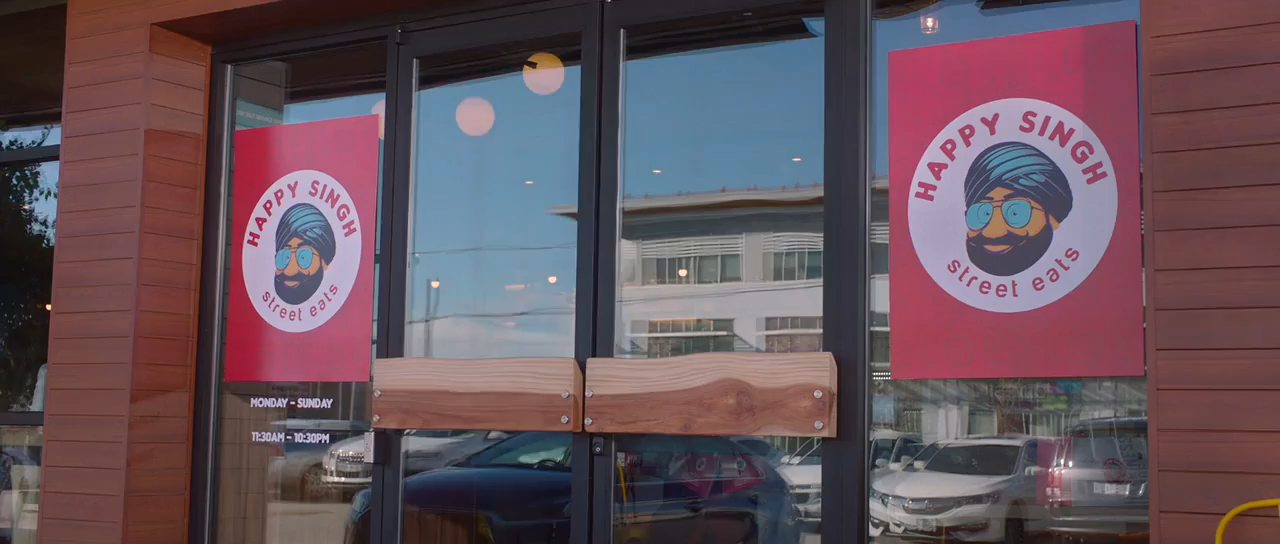 HAPPY SINGH
street eats
MONDAY - SUNDAY
11:30AM - 10:30PM
HAPPY SINGH
street eats